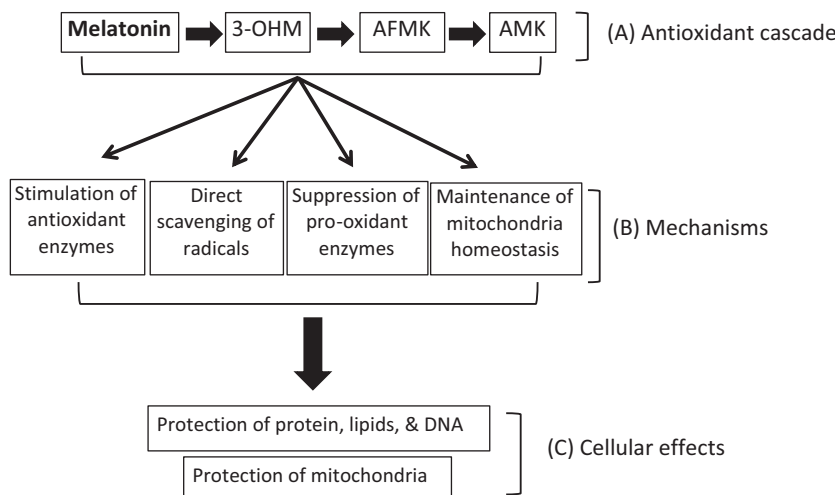 Melatonin 3-OHM AFMK AMK (A) Antioxidant cascade
Stimulation of
antioxidant
enzymes
Direct
scavenging of
radicals
Suppression of
pro-oxidant
enzymes
Maintenance of
mitochondria
homeostasis
(B) Mechanisms
Protection of protein, lipids, & DNA
Protection of mitochondria
(C) Cellular effects